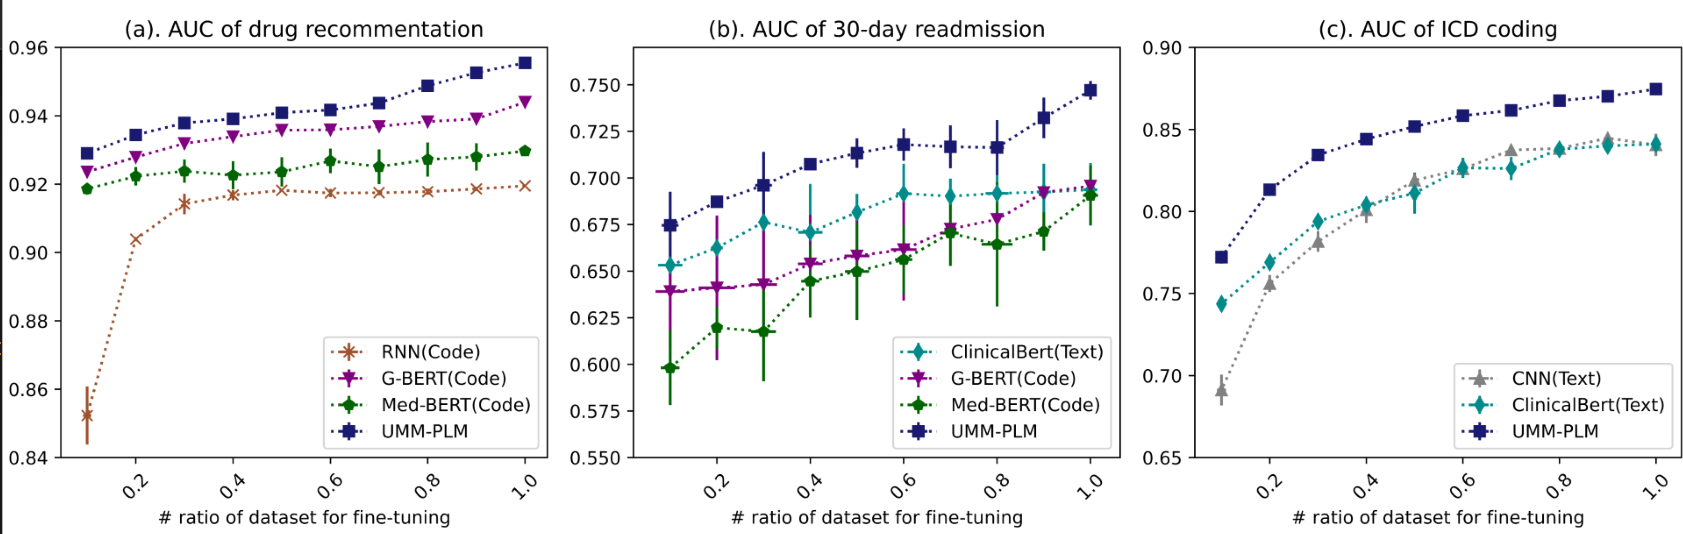 (a). AUC of drug recommentation
0.96
0.94
0.92
0.90
0.88
0.86
0.84
RNN(Code)
G-BERT(Code)
Med-BERT(Code)
UMM-PLM
0.2 0.4 0.6 0.8 1.0
# ratio of dataset for fine-tuning
(b). AUC of 30-day readmission
0.750
0.725
0.700
0.675
0.650
0.625
0.600
0.575
0.550
ClinicalBert(Text)
G-BERT(Code)
Med-BERT(Code)
UMM-PLM
0.2 0.4 0.6 0.8 1.0
# ratio of dataset for fine-tuning
(c). AUC of ICD coding
0.90
0.85
0.80
0.75
0.70
0.65
CNN(Text)
ClinicalBert(Text)
UMM-PLM
0.2 0.4 0.6 0.8 1.0
# ratio of dataset for fine-tuning